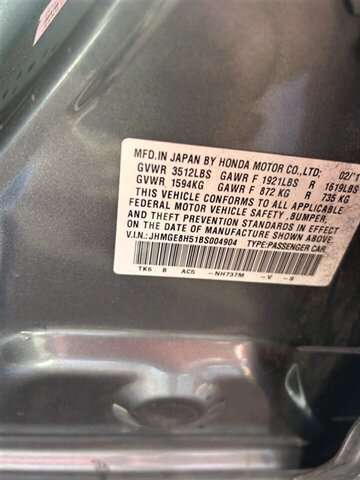 MFD.IN JAPAN BY HONDA MOTOR CO.,LTD: 02/1
GVWR 3512LBS GAWR F 1921LBS R 1619LBS
GVWR 1594KG GAWR F 872 KG R 735 KG
THIS VEHICLE CONFORMS TO ALL APPLICABLE
FEDERAL MOTOR VEHICLE SAFETY ,BUMPER,
AND THEFT PREVENTION STANDARDS IN EFFECT
ON THE DATE OF MANUFACTURE SHOWN ABOVE.
V.I.N.: JHMGE8H51BS004904 TYPE:PASSENGER CAR
TK6 B AC5 -NH737M -V -S